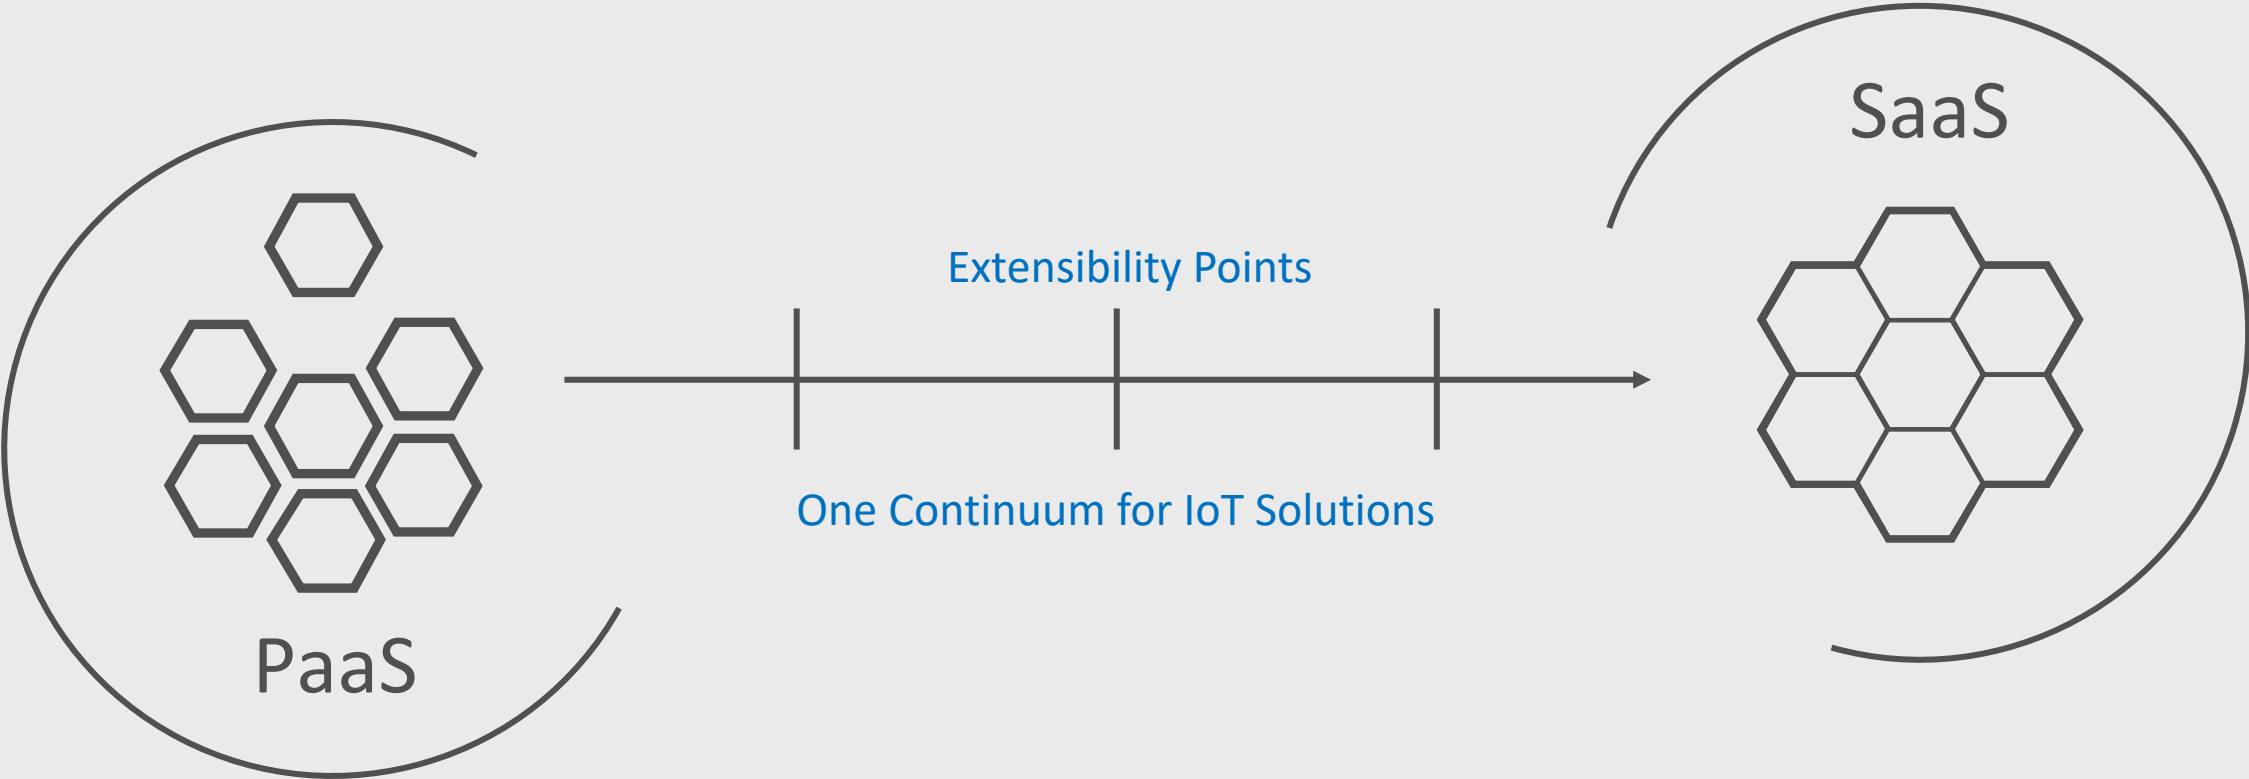 SaaS
Extensibility Points
One Continuum for IoT Solutions
PaaS